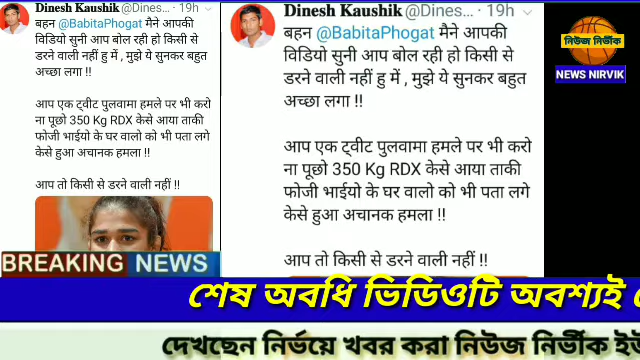 Dinesh Kaushik @Dines... · 19h
बहन @BabitaPhogat मैने आपकी
विडियो सुनी आप बोल रही हो किसी से
डरने वाली नहीं हु में , मुझे ये सुनकर बहुत
अच्छा लगा !!
आप एक ट्वीट पुलवामा हमले पर भी करो
ना पूछो 350 Kg RDX केसे आया ताकी
फोजी भाईयो के घर वालो को भी पता लगे
केसे हुआ अचानक हमला !!
आप तो किसी से डरने वाली नहीं !!
Dinesh Kaushik @Dines... · 19h
बहन @BabitaPhogat मैने आपकी
विडियो सुनी आप बोल रही हो किसी से
डरने वाली नहीं हु में , मुझे ये सुनकर बहुत
अच्छा लगा !!
आप एक ट्वीट पुलवामा हमले पर भी करो
ना पूछो 350 Kg RDX केसे आया ताकी
फोजी भाईयो के घर वालो को भी पता लगे
केसे हुआ अचानक हमला !!
आप तो किसी से डरने वाली नहीं !!
নিউজ নির্ভীক
NEWS NIRVIK
BREAKING NEWS
শেষ অবধি ভিডিওটি অবশ্যই
দেখছেন নির্ভয়ে খবর করা নিউজ নির্ভীক